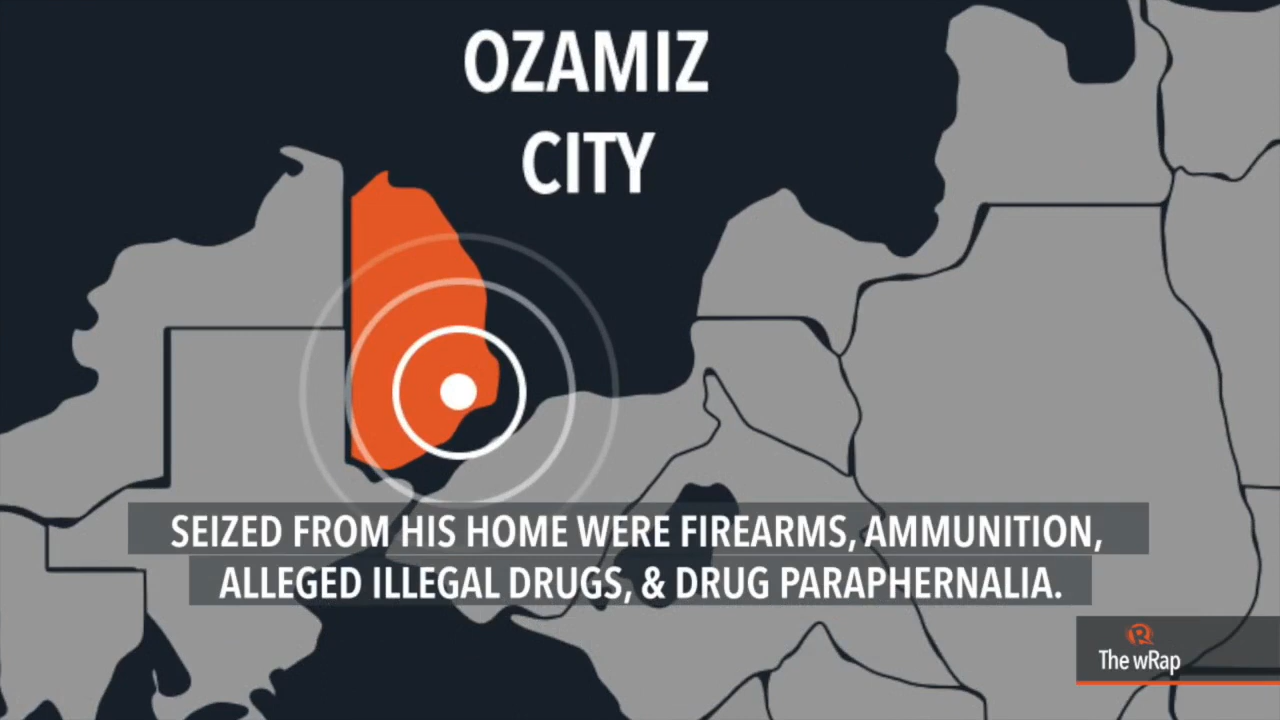 OZAMIZ
CITY
SEIZED FROM HIS HOME WERE FIREARMS, AMMUNITION,
ALLEGED ILLEGAL DRUGS, & DRUG PARAPHERNALIA.
R
The wRap